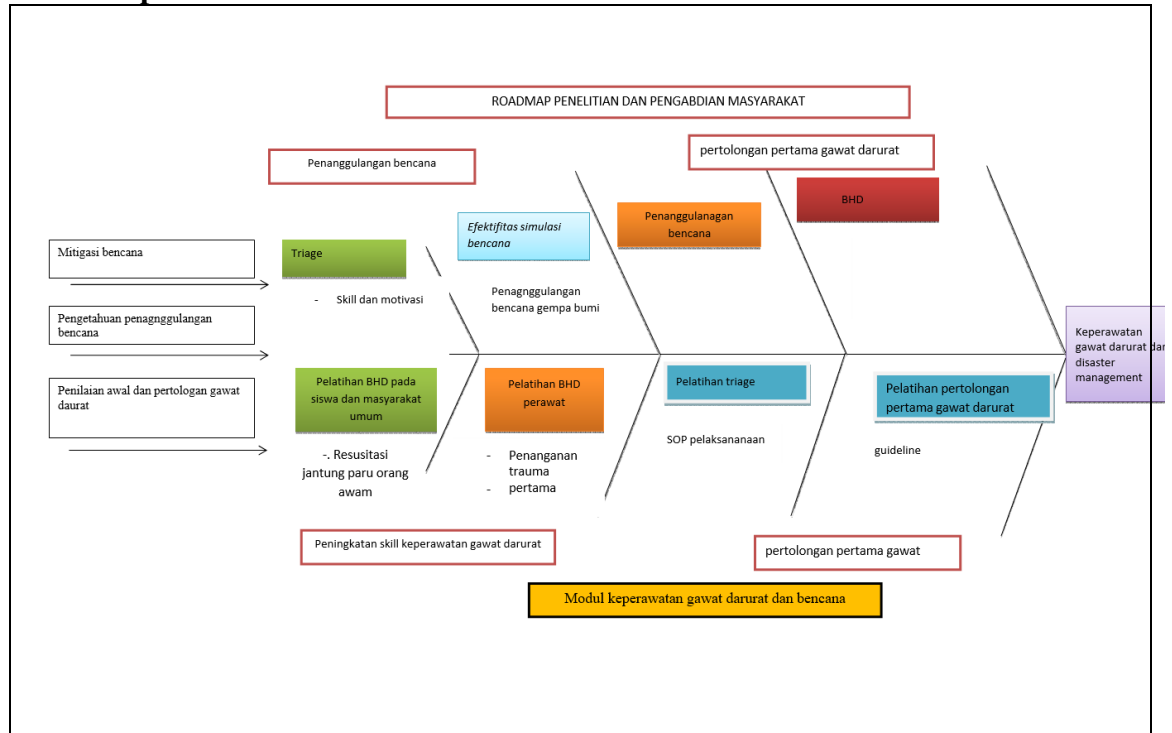 ROADMAP PENELITIAN DAN PENGABDIAN MASYARAKAT
Penanggulangan bencana
pertolongan pertama gawat darurat
Mitigasi bencana
Pengetahuan penagnggulangan
bencana
Penilaian awal dan pertologan gawat
daurat
Triage
- Skill dan motivasi
Efektifitas simulasi
bencana
Penagnggulangan
bencana gempa bumi
Penanggulanagan
bencana
BHD
Keperawatan
gawat darurat dan
disaster
management
Pelatihan BHD pada
siswa dan masyarakat
umum
-. Resusitasi
jantung paru orang
awam
Pelatihan BHD
perawat
- Penanganan
trauma
- pertama
Pelatihan triage
SOP pelaksananaan
Pelatihan pertolongan
pertama gawat darurat
guideline
Peningkatan skill keperawatan gawat darurat
pertolongan pertama gawat
Modul keperawatan gawat darurat dan bencana